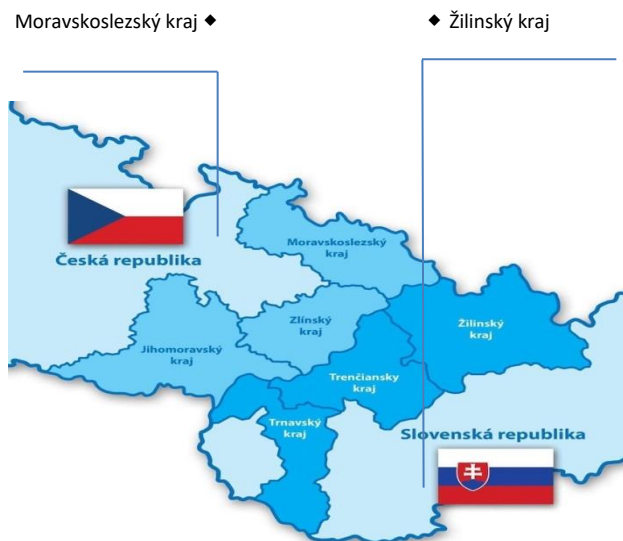 Moravskoslezský kraj ◆
◆ Žilinský kraj
Moravskoslezský
kraj
Česká republika
Zlínský
kraj
Žilinský
kraj
Jihomoravský
kraj
Trenčiansky
kraj
Trnavský
kraj
Slovenská republika